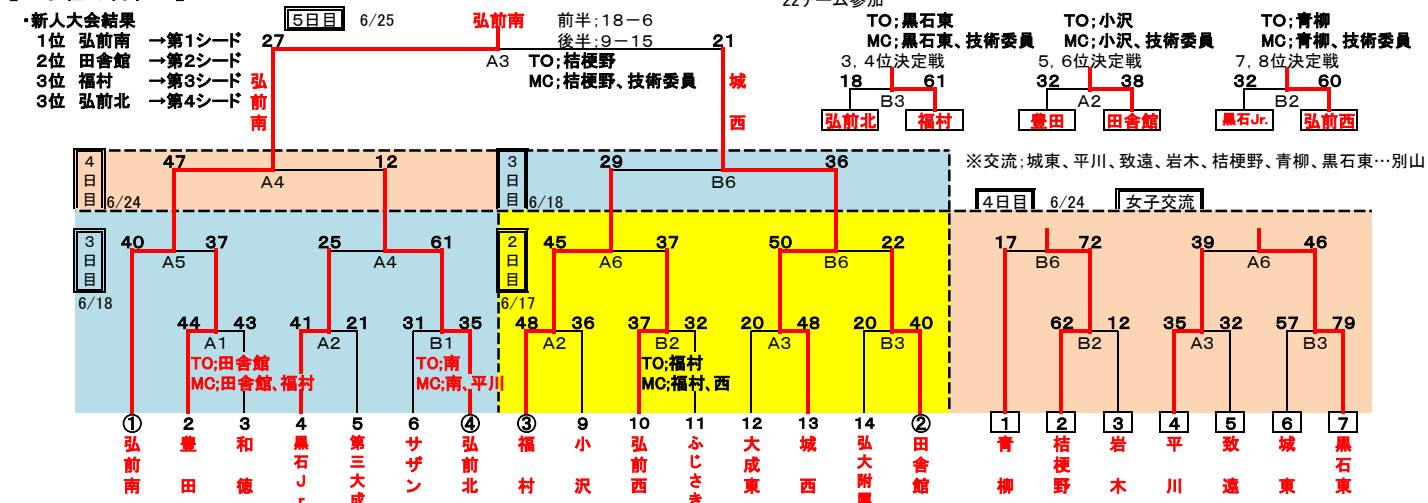 22チーム参加
・新人大会結果
1位 弘前南 →第1シード
2位 田舎館 →第2シード
3位 福村 →第3シード
3位 弘前北 →第4シード
5日目 6/25
弘前南
前半;18－6
後半;9－15
27
21
A3
TO;桔梗野
MC;桔梗野、技術委員
弘前南
城西
TO;黒石東
MC;黒石東、技術委員
3，4位決定戦
18 61
B3
弘前北 福村
TO;小沢
MC;小沢、技術委員
5，6位決定戦
32 38
A2
豊田 田舎館
TO;青柳
MC;青柳、技術委員
7，8位決定戦
32 60
B2
黒石Jr. 弘前西
※交流;城東、平川、致遠、岩木、桔梗野、青柳、黒石東…別山
4日目
6/24
47 12
A4
3日目
6/18
29 36
B6
4日目 6/24 女子交流
3日目
6/18
40 37
A5
25 61
A4
2日目
6/17
45 37
A6
50 22
B6
17 72
B6
39 46
A6
44 43
A1
41 21
A2
31 35
B1
48 36
A2
37 32
B2
20 48
A3
20 40
B3
62 12
B2
35 32
A3
57 79
B3
TO;田舎館
MC;田舎館、福村
TO;南
MC;南、平川
TO;福村
MC;福村、西
① 2 3 4 5 6 ④ ③ 9 10 11 12 13 14 ② 1 2 3 4 5 6 7
弘前南
豊田
和徳
黒石Jr
第三大成
サザン
弘前北
福村
小沢
弘前西
ふじさき
大成東
城西
弘大附属
田舎館
青柳
桔梗野
岩木
平川
致遠
城東
黒石東